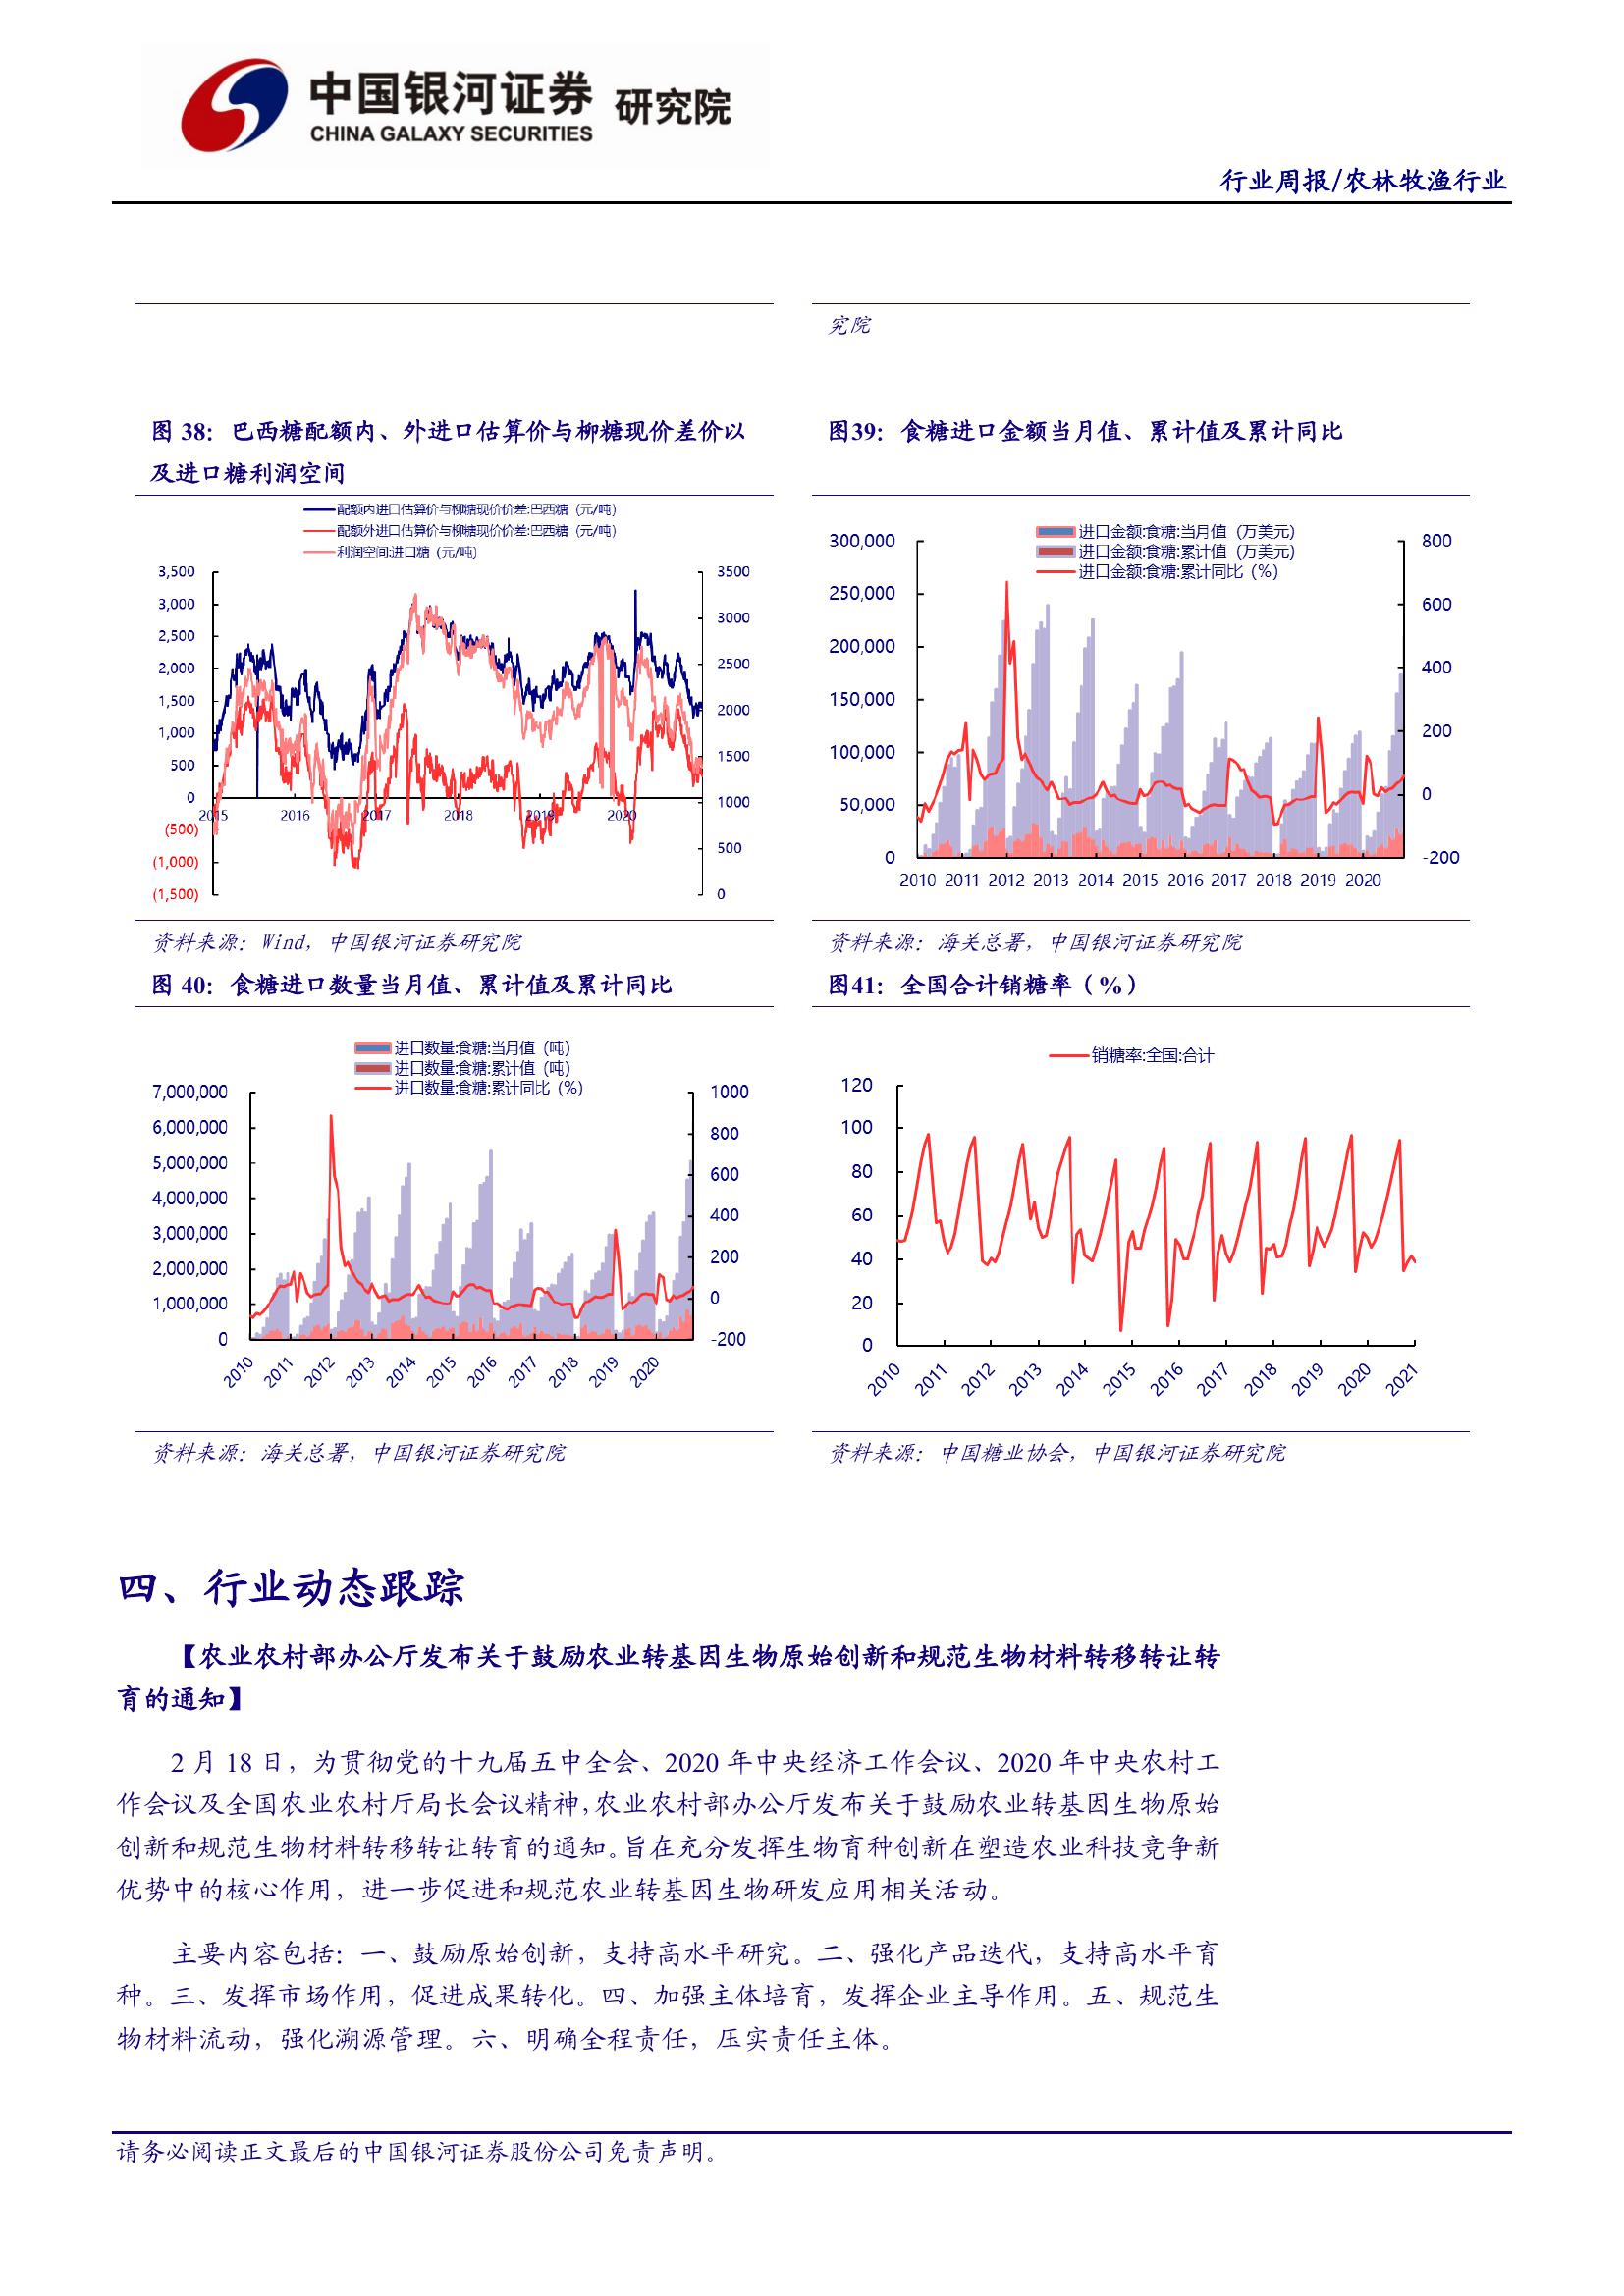 中国银河证券 研究院
CHINA GALAXY SECURITIES
行业周报/农林牧渔行业
究院
图 38：巴西糖配额内、外进口估算价与柳糖现价差价以
及进口糖利润空间
配额内进口估算价与柳糖现价价差:巴西糖（元/吨）
配额外进口估算价与柳糖现价价差:巴西糖（元/吨）
利润空间:进口糖（元/吨）
3,500
3,000
2,500
2,000
1,500
1,000
500
0
(500)
(1,000)
(1,500)
3500
3000
2500
2000
1500
1000
500
0
2015 2016 2017 2018 2019 2020
资料来源：Wind，中国银河证券研究院
图39：食糖进口金额当月值、累计值及累计同比
进口金额:食糖:当月值（万美元）
进口金额:食糖:累计值（万美元）
进口金额:食糖:累计同比（%）
300,000
250,000
200,000
150,000
100,000
50,000
0
800
600
400
200
0
-200
2010 2011 2012 2013 2014 2015 2016 2017 2018 2019 2020
资料来源：海关总署，中国银河证券研究院
图 40：食糖进口数量当月值、累计值及累计同比
进口数量:食糖:当月值（吨）
进口数量:食糖:累计值（吨）
进口数量:食糖:累计同比（%）
7,000,000
6,000,000
5,000,000
4,000,000
3,000,000
2,000,000
1,000,000
0
1000
800
600
400
200
0
-200
2010 2011 2012 2013 2014 2015 2016 2017 2018 2019 2020
资料来源：海关总署，中国银河证券研究院
图41：全国合计销糖率（%）
销糖率:全国:合计
120
100
80
60
40
20
0
2010 2011 2012 2013 2014 2015 2016 2017 2018 2019 2020 2021
资料来源：中国糖业协会，中国银河证券研究院
四、行业动态跟踪
【农业农村部办公厅发布关于鼓励农业转基因生物原始创新和规范生物材料转移转让转
育的通知】
2 月 18 日，为贯彻党的十九届五中全会、2020 年中央经济工作会议、2020 年中央农村工
作会议及全国农业农村厅局长会议精神，农业农村部办公厅发布关于鼓励农业转基因生物原始
创新和规范生物材料转移转让转育的通知。旨在充分发挥生物育种创新在塑造农业科技竞争新
优势中的核心作用，进一步促进和规范农业转基因生物研发应用相关活动。
主要内容包括：一、鼓励原始创新，支持高水平研究。二、强化产品迭代，支持高水平育
种。三、发挥市场作用，促进成果转化。四、加强主体培育，发挥企业主导作用。五、规范生
物材料流动，强化溯源管理。六、明确全程责任，压实责任主体。
请务必阅读正文最后的中国银河证券股份公司免责声明。